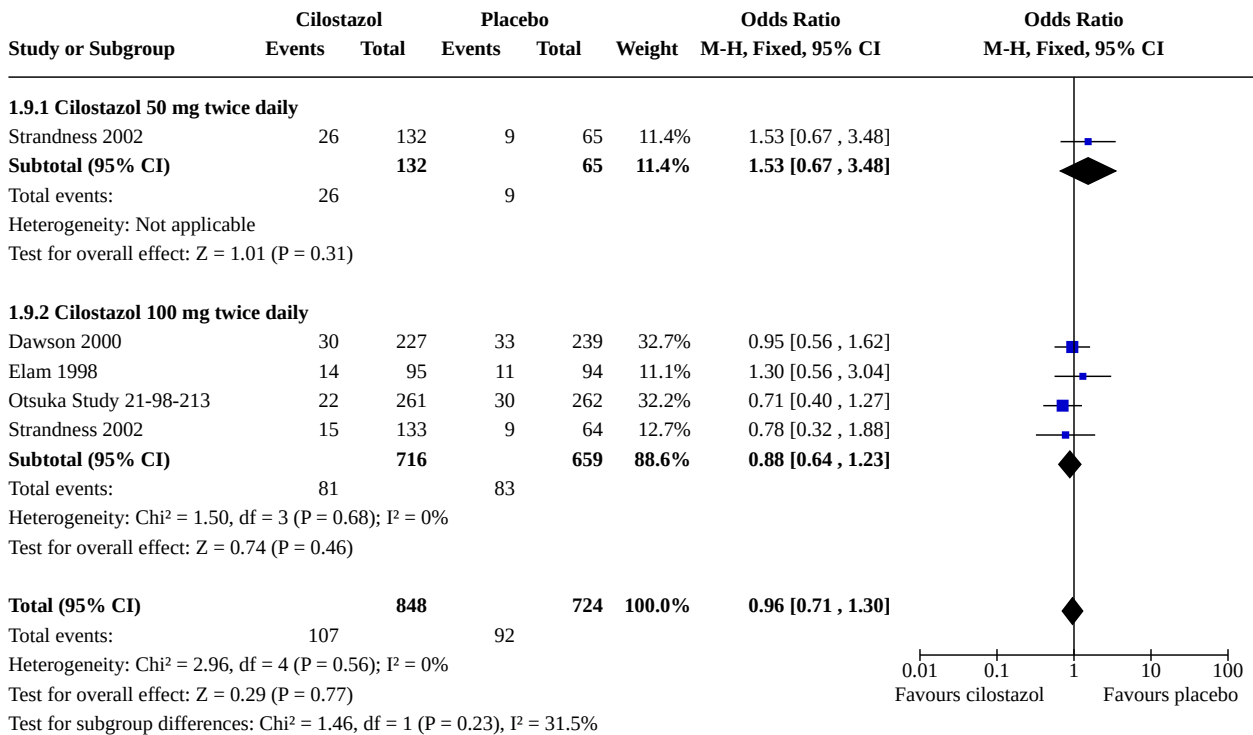 Cilostazol Placebo Odds Ratio Odds Ratio
Study or Subgroup Events Total Events Total Weight M-H, Fixed, 95% CI M-H, Fixed, 95% CI
1.9.1 Cilostazol 50 mg twice daily
Strandness 2002 26 132 9 65 11.4% 1.53 [0.67 , 3.48]
Subtotal (95% CI) 132 65 11.4% 1.53 [0.67 , 3.48]
Total events: 26 9
Heterogeneity: Not applicable
Test for overall effect: Z = 1.01 (P = 0.31)
1.9.2 Cilostazol 100 mg twice daily
Dawson 2000 30 227 33 239 32.7% 0.95 [0.56 , 1.62]
Elam 1998 14 95 11 94 11.1% 1.30 [0.56 , 3.04]
Otsuka Study 21-98-213 22 261 30 262 32.2% 0.71 [0.40 , 1.27]
Strandness 2002 15 133 9 64 12.7% 0.78 [0.32 , 1.88]
Subtotal (95% CI) 716 659 88.6% 0.88 [0.64 , 1.23]
Total events: 81 83
Heterogeneity: Chi² = 1.50, df = 3 (P = 0.68); I² = 0%
Test for overall effect: Z = 0.74 (P = 0.46)
Total (95% CI) 848 724 100.0% 0.96 [0.71 , 1.30]
Total events: 107 92
Heterogeneity: Chi² = 2.96, df = 4 (P = 0.56); I² = 0%
Test for overall effect: Z = 0.29 (P = 0.77)
Test for subgroup differences: Chi² = 1.46, df = 1 (P = 0.23), I² = 31.5%
0.01 0.1 1 10 100
Favours cilostazol Favours placebo